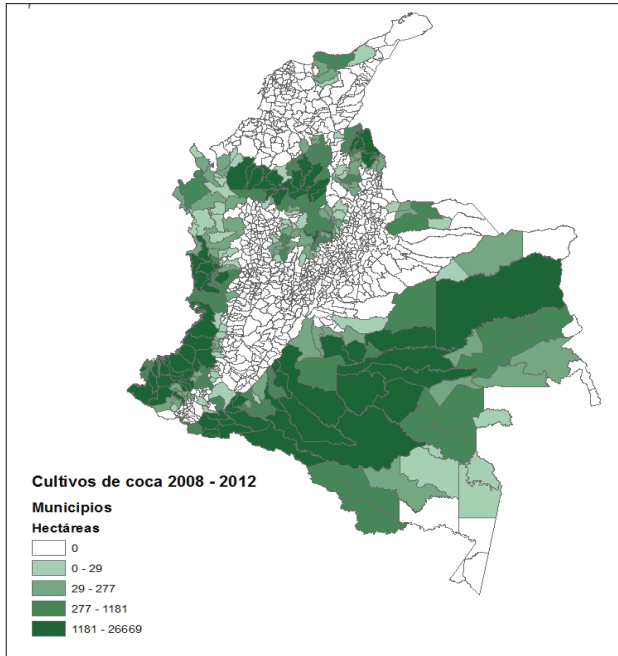 Cultivos de coca 2008 - 2012
Municipios
Hectáreas
0
0 - 29
29 - 277
277 - 1181
1181 - 26669